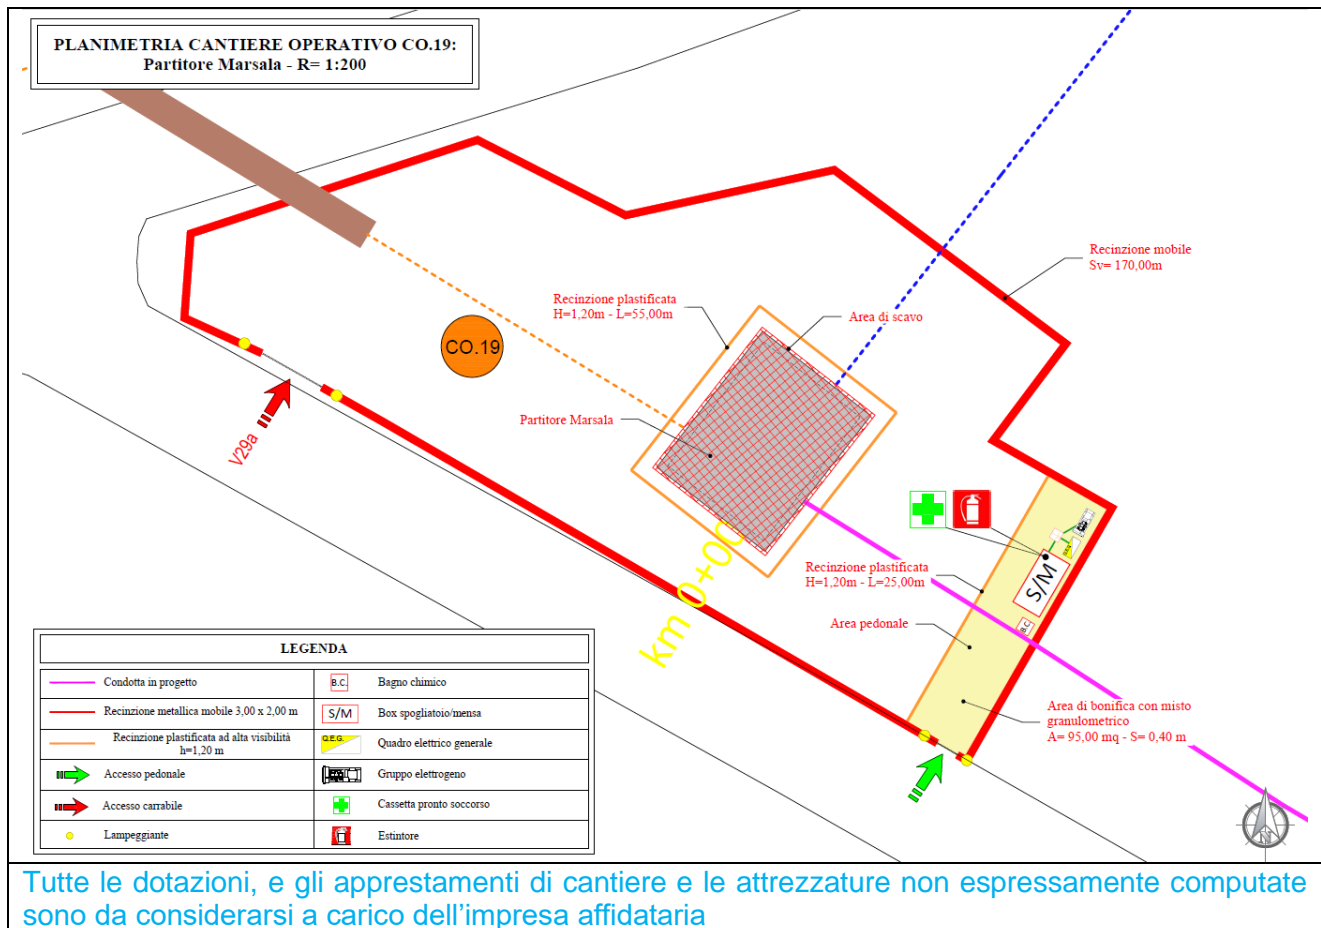 PLANIMETRIA CANTIERE OPERATIVO CO.19:
Partitore Marsala - R= 1:200
Recinzione mobile
Sv= 170,00m
Recinzione plastificata
H=1,20m - L=55,00m
Area di scavo
CO.19
Partitore Marsala
V29a
km 0+00
Q.E.G.
S/M
B.C.
Recinzione plastificata
H=1,20m - L=25,00m
Area pedonale
Area di bonifica con misto
granulometrico
A= 95,00 mq - S= 0,40 m
LEGENDA
Condotta in progetto
B.C.
Bagno chimico
Recinzione metallica mobile 3,00 x 2,00 m
S/M
Box spogliatoio/mensa
Recinzione plastificata ad alta visibilità
h=1,20 m
Q.E.G.
Quadro elettrico generale
Accesso pedonale
Gruppo elettrogeno
Accesso carrabile
Cassetta pronto soccorso
Lampeggiante
Estintore
N
Tutte le dotazioni, e gli apprestamenti di cantiere e le attrezzature non espressamente computate
sono da considerarsi a carico dell'impresa affidataria